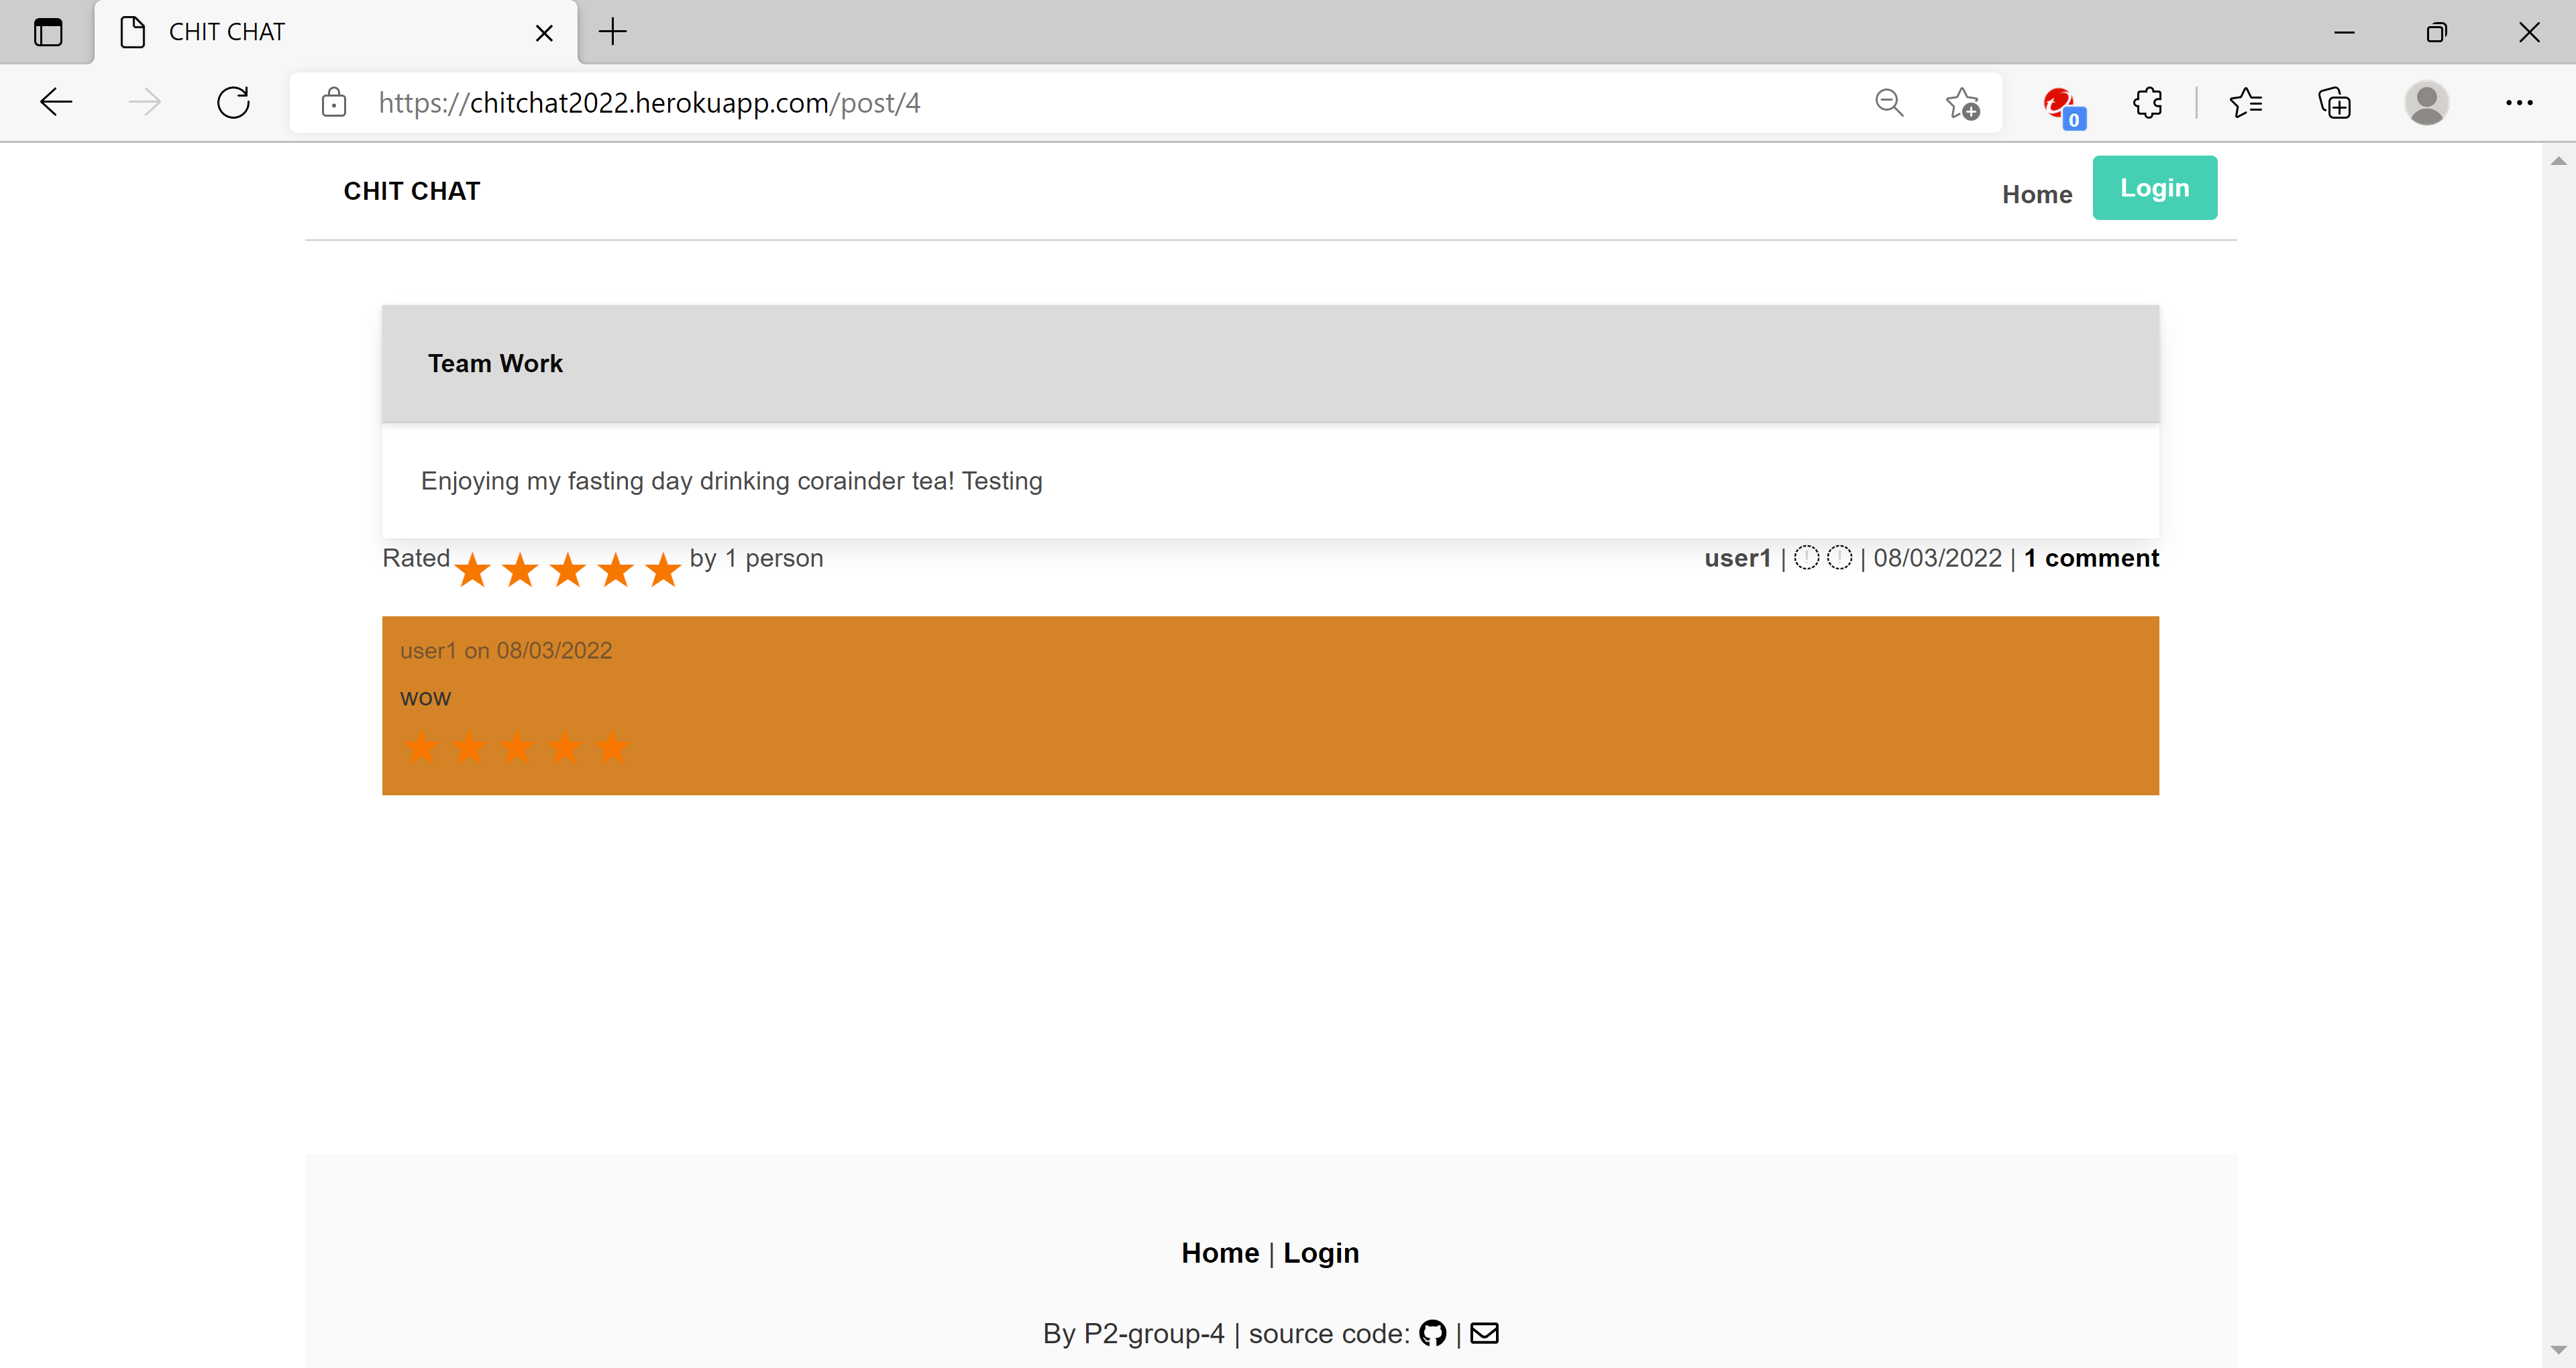 CHIT CHAT
https://chitchat2022.herokuapp.com/post/4
0
CHIT CHAT
Home
Login
Team Work
Enjoying my fasting day drinking corainder tea! Testing
Rated ★ ★ ★ ★ ★ by 1 person
user1 | | 08/03/2022 | 1 comment
user1 on 08/03/2022
wow
★ ★ ★ ★ ★
Home | Login
By P2-group-4 | source code: |